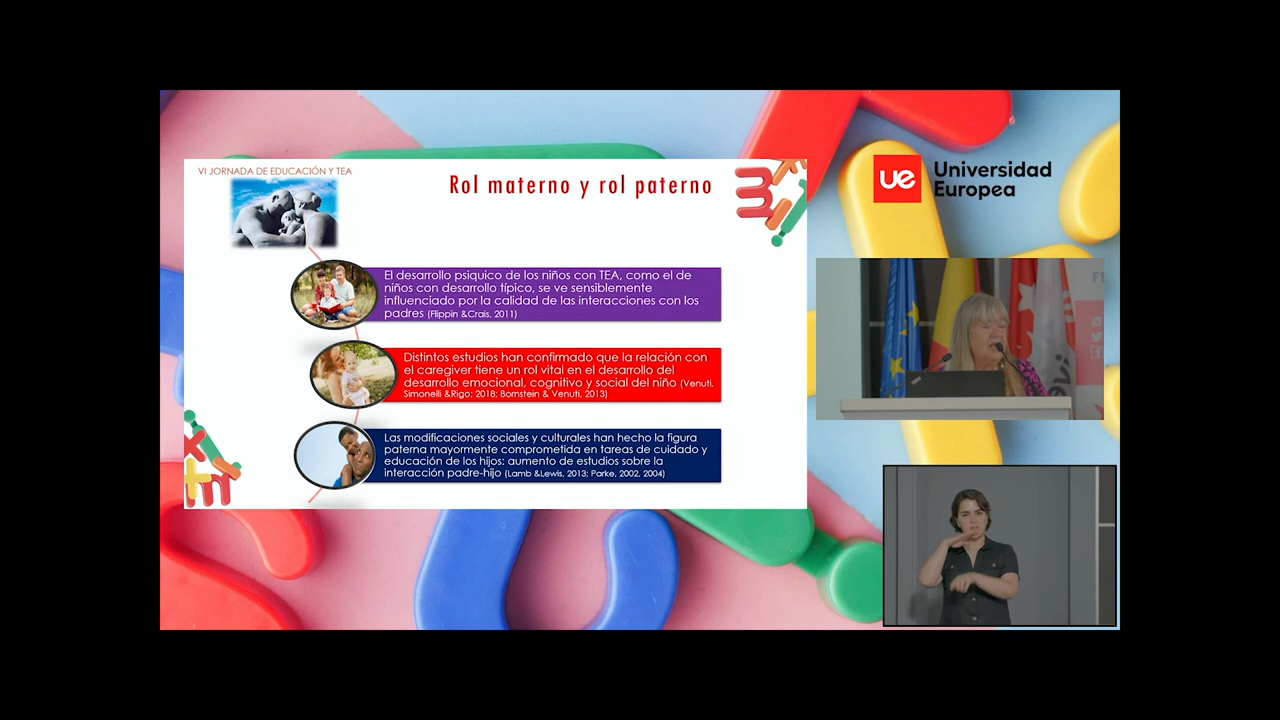 VI JORNADA DE EDUCACIÓN Y TEA
Rol materno y rol paterno
El desarrollo psiquico de los niños con TEA, como el de
niños con desarrollo típico, se ve sensiblemente
influenciado por la calidad de las interacciones con los
padres (Flippin &Crais, 2011)
Distintos estudios han confirmado que la relación con
el caregiver tiene un rol vital en el desarrollo del
desarrollo emocional, cognitivo y social del niño (Venuti,
Simonelli &Rigo; 2018; Bornstein & Venuti, 2013)
Las modificaciones sociales y culturales han hecho la figura
paterna mayormente comprometida en tareas de cuidado y
educación de los hijos: aumento de estudios sobre la
interacción padre-hijo (Lamb &Lewis, 2013; Parke, 2002, 2004)
ue Universidad
Europea